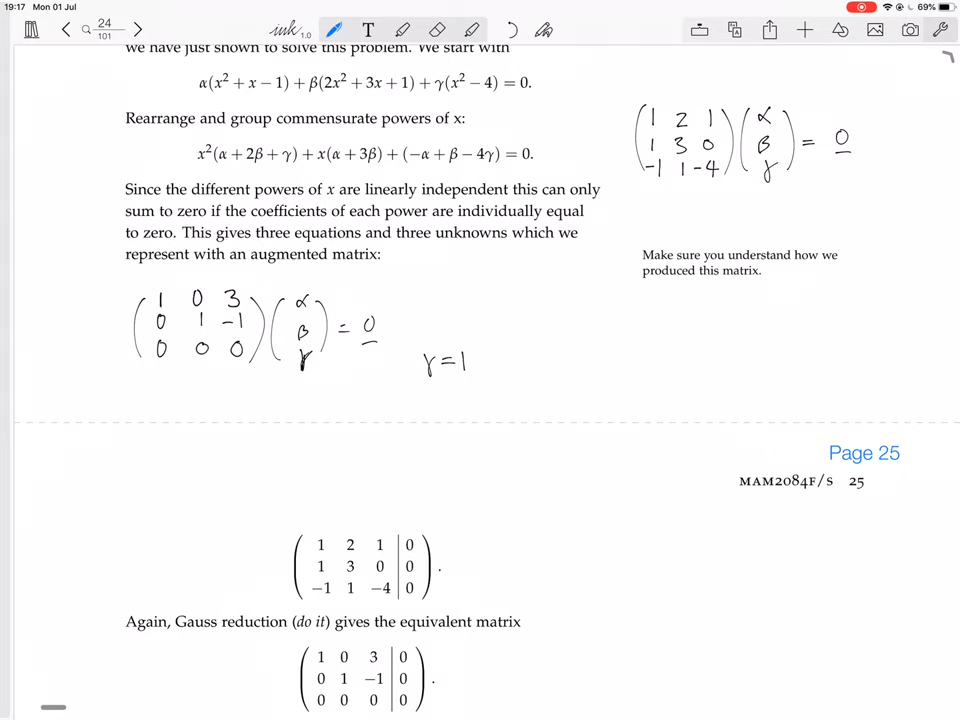 19:17 Mon 01 Jul
69%
24
101
ink 1.0
T
we have just shown to solve this problem. We start with
α(x² + x − 1) + β(2x² + 3x + 1) + γ(x² − 4) = 0.
Rearrange and group commensurate powers of x:
x²(α + 2β + γ) + x(α + 3β) + (−α + β − 4γ) = 0.
Since the different powers of x are linearly independent this can only
sum to zero if the coefficients of each power are individually equal
to zero. This gives three equations and three unknowns which we
represent with an augmented matrix:
1 2 1 α
1 3 0 β = 0
-1 1 -4 γ
Make sure you understand how we
produced this matrix.
1 0 3 α
0 1 -1 β = 0
0 0 0 γ
γ = 1
Page 25
MAM2084F/S 25
1 2 1 | 0
1 3 0 | 0
−1 1 −4 | 0 .
Again, Gauss reduction (do it) gives the equivalent matrix
1 0 3 | 0
0 1 −1 | 0
0 0 0 | 0 .